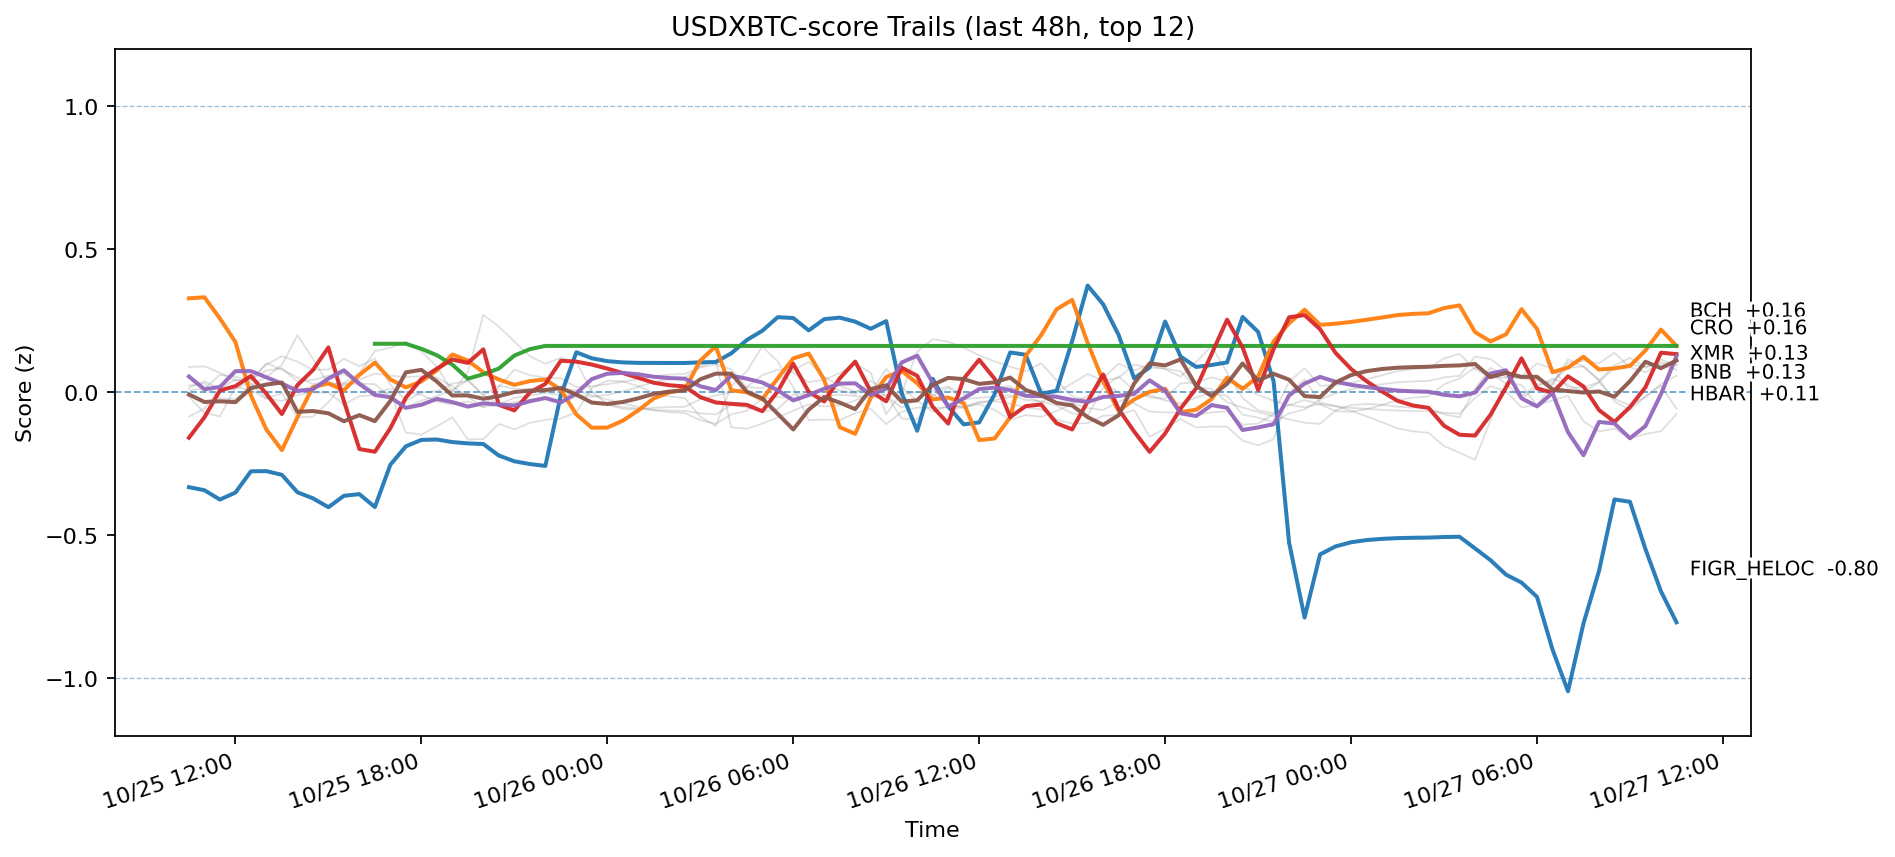 USDXBTC-score Trails (last 48h, top 12)
Score (z)
1.0
0.5
0.0
−0.5
−1.0
BCH +0.16
CRO +0.16
XMR +0.13
BNB +0.13
HBAR +0.11
FIGR_HELOC -0.80
10/25 12:00
10/25 18:00
10/26 00:00
10/26 06:00
10/26 12:00
10/26 18:00
10/27 00:00
10/27 06:00
10/27 12:00
Time